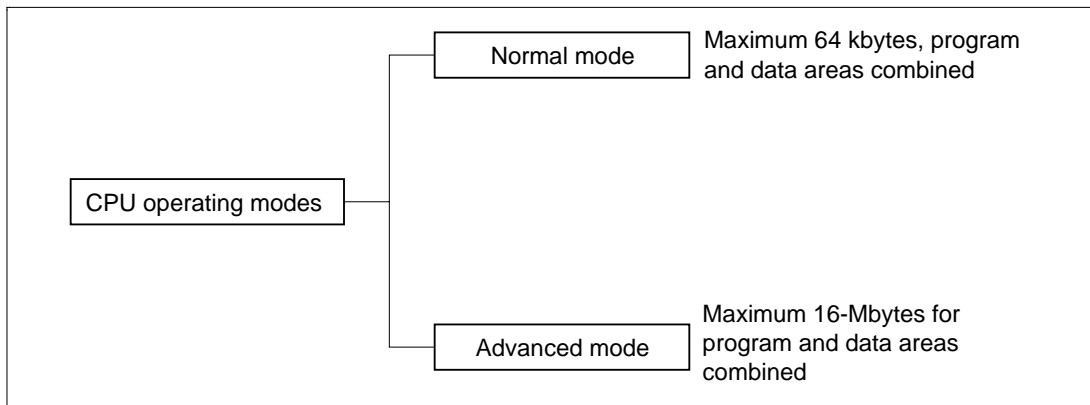 Normal mode
Maximum 64 kbytes, program
and data areas combined
CPU operating modes
Advanced mode
Maximum 16-Mbytes for
program and data areas
combined